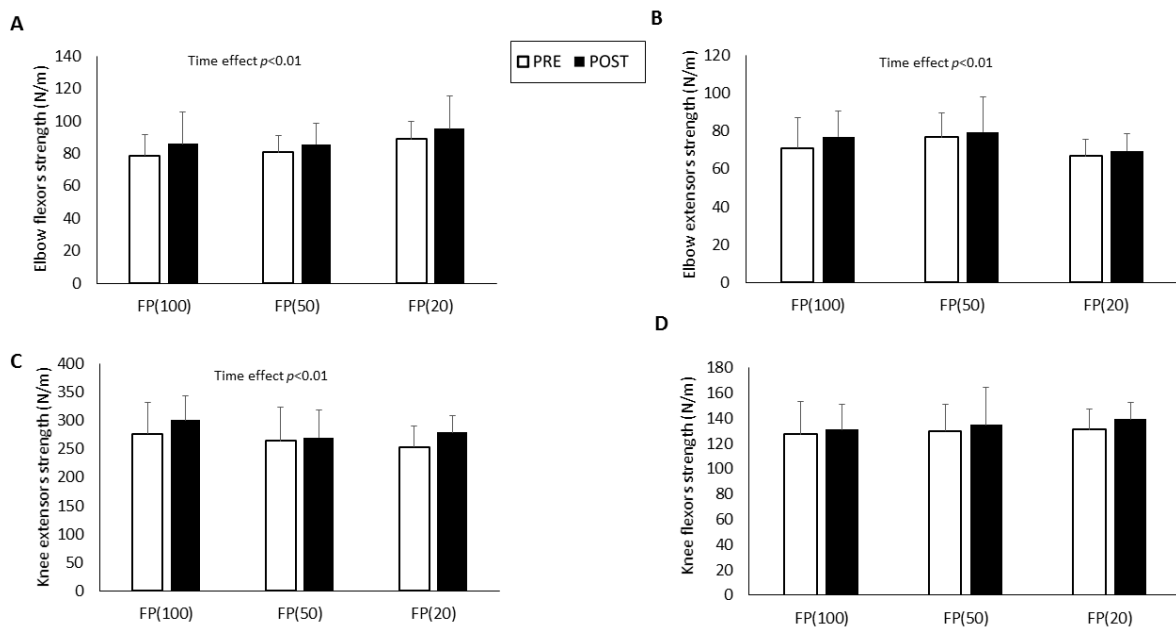 A
Time effect p<0.01
Elbow flexors strength (N/m)
140
120
100
80
60
40
20
0
FP(100) FP(50) FP(20)
PRE POST
B
Time effect p<0.01
Elbow extensors strength (N/m)
120
100
80
60
40
20
0
FP(100) FP(50) FP(20)
C
Time effect p<0.01
Knee extensors strength (N/m)
400
350
300
250
200
150
100
50
0
FP(100) FP(50) FP(20)
D
Knee flexors strength (N/m)
180
160
140
120
100
80
60
40
20
0
FP(100) FP(50) FP(20)